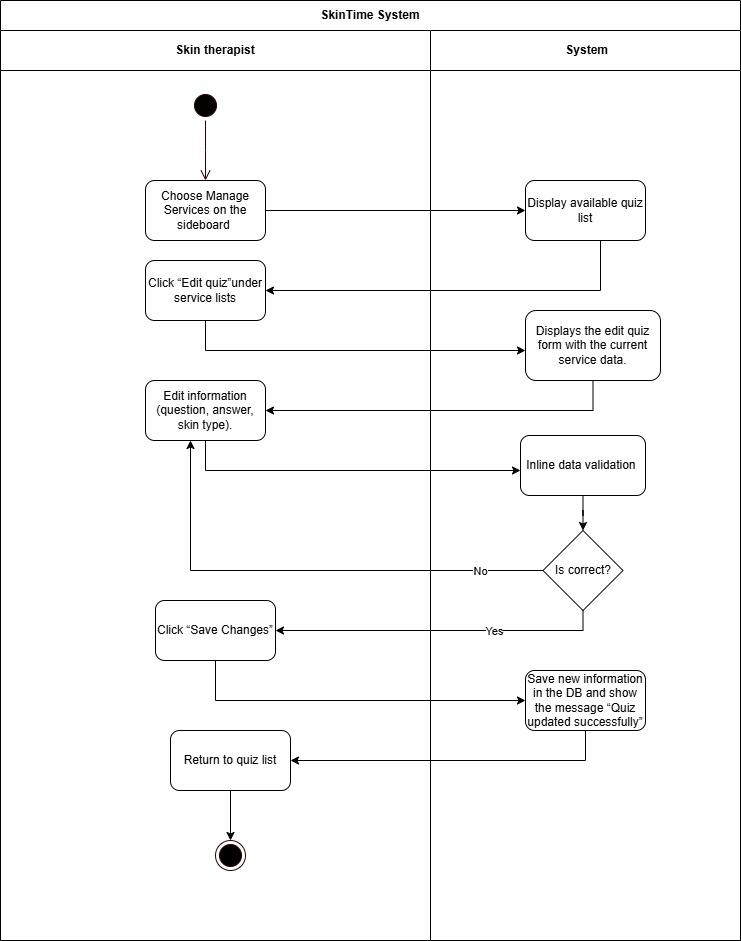 SkinTime System
Skin therapist
System
Choose Manage
Services on the
sideboard
Display available quiz
list
Click “Edit quiz”under
service lists
Displays the edit quiz
form with the current
service data.
Edit information
(question, answer,
skin type).
Inline data validation
Is correct?
No
Click “Save Changes”
Yes
Save new information
in the DB and show
the message “Quiz
updated successfully”
Return to quiz list